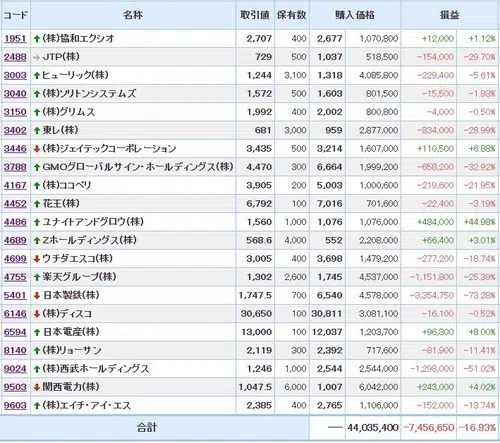 コード 名称 取引値 保有数 購入価格 損益
1951 (株)協和エクシオ 2,707 400 2,677 1,070,800 +12,000 +1.12%
2488 JTP(株) 729 500 1,037 518,500 -154,000 -29.70%
3003 ヒューリック(株) 1,244 3,100 1,318 4,085,800 -229,400 -5.61%
3040 (株)ソリトンシステムズ 1,572 500 1,603 801,500 -15,500 -1.93%
3150 (株)グリムス 1,992 400 2,002 800,800 -4,000 -0.50%
3402 東レ(株) 681 3,000 959 2,877,000 -834,000 -28.99%
3446 (株)ジェイテックコーポレーション 3,435 500 3,214 1,607,000 +110,500 +6.88%
3788 GMOグローバルサイン・ホールディングス(株) 4,470 300 6,664 1,999,200 -658,200 -32.92%
4167 (株)ココペリ 3,905 200 5,003 1,000,600 -219,600 -21.95%
4452 花王(株) 6,792 100 7,016 701,600 -22,400 -3.19%
4486 ユナイトアンドグロウ(株) 1,560 1,000 1,076 1,076,000 +484,000 +44.98%
4689 Zホールディングス(株) 568.6 4,000 552 2,208,000 +66,400 +3.01%
4699 ウチダエスコ(株) 3,005 400 3,698 1,479,200 -277,200 -18.74%
4755 楽天グループ(株) 1,302 2,600 1,745 4,537,000 -1,151,800 -25.39%
5401 日本製鉄(株) 1,747.5 700 6,540 4,578,000 -3,354,750 -73.28%
6146 (株)ディスコ 30,650 100 30,811 3,081,100 -16,100 -0.52%
6594 日本電産(株) 13,000 100 12,037 1,203,700 +96,300 +8.00%
8140 (株)リョーサン 2,119 300 2,392 717,600 -81,900 -11.41%
9024 (株)西武ホールディングス 1,246 1,000 2,544 2,544,000 -1,298,000 -51.02%
9503 関西電力(株) 1,047.5 6,000 1,007 6,042,000 +243,000 +4.02%
9603 (株)エイチ・アイ・エス 2,385 400 2,765 1,106,000 -152,000 -13.74%
合計 ― 44,035,400 -7,456,650 -16.93%